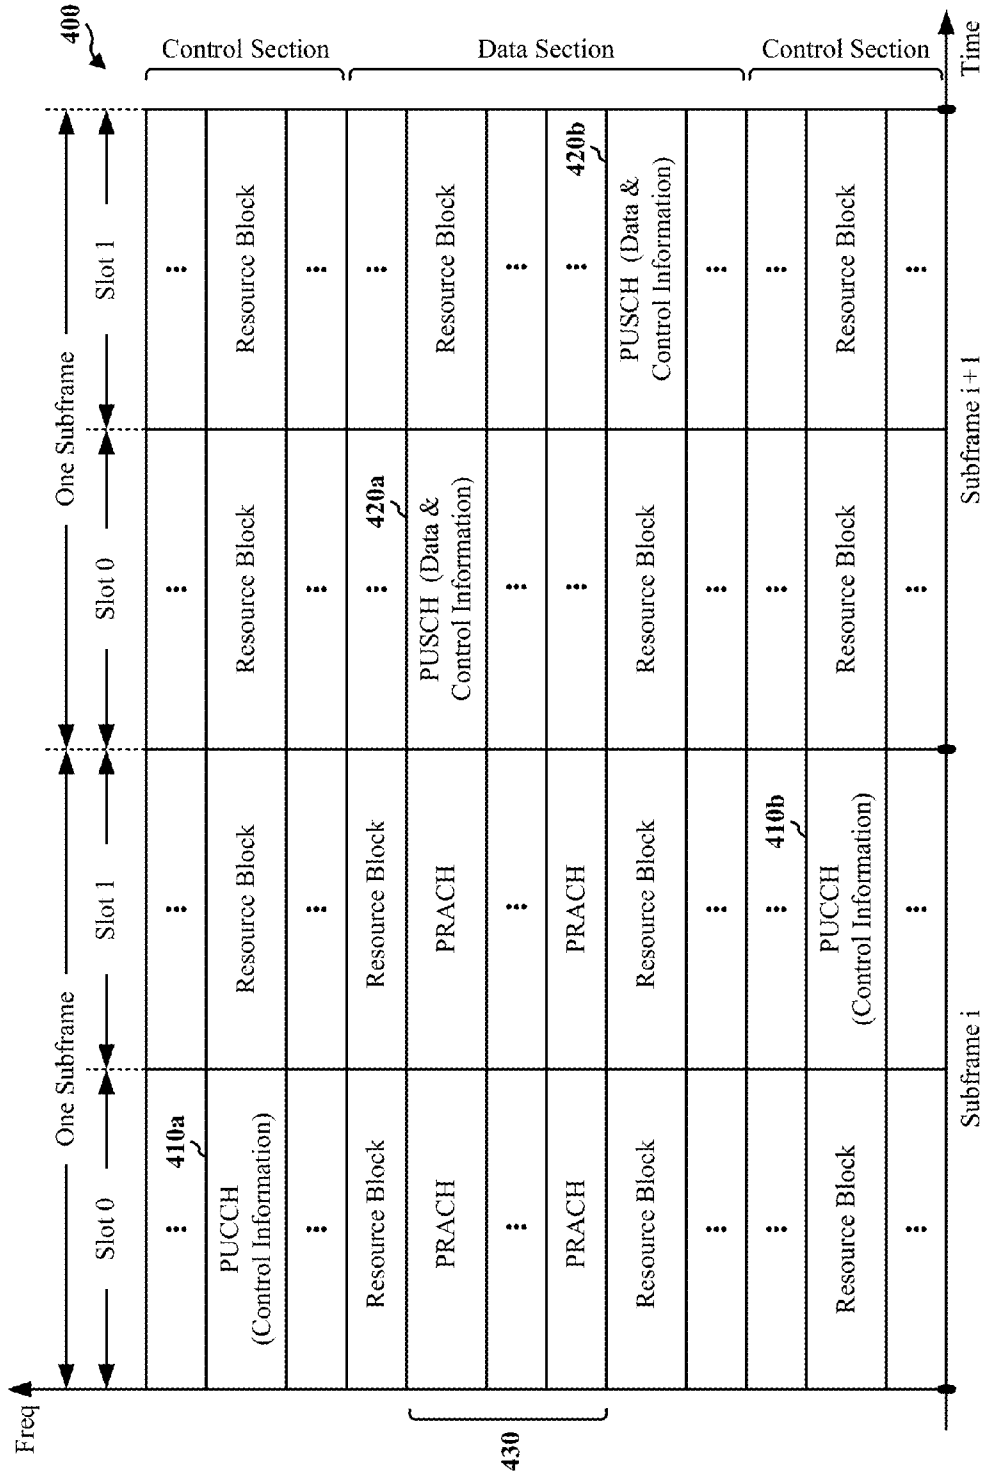 Freq
400
One Subframe
One Subframe
Slot 0
Slot 1
Slot 0
Slot 1
... ... ... ...
410a
PUCCH
(Control Information)
Resource Block
Resource Block
Resource Block
Control Section
... ... ... ...
Resource Block
Resource Block
... ...
420a
PRACH
PRACH
PUSCH (Data &
Control Information)
Resource Block
430
... ... ... ...
Data Section
PRACH
PRACH
... ...
420b
Resource Block
Resource Block
Resource Block
PUSCH (Data &
Control Information)
... ... ... ...
... ... ... ...
410b
Resource Block
PUCCH
(Control Information)
Resource Block
Resource Block
Control Section
... ... ... ...
Subframe i
Subframe i+1
Time